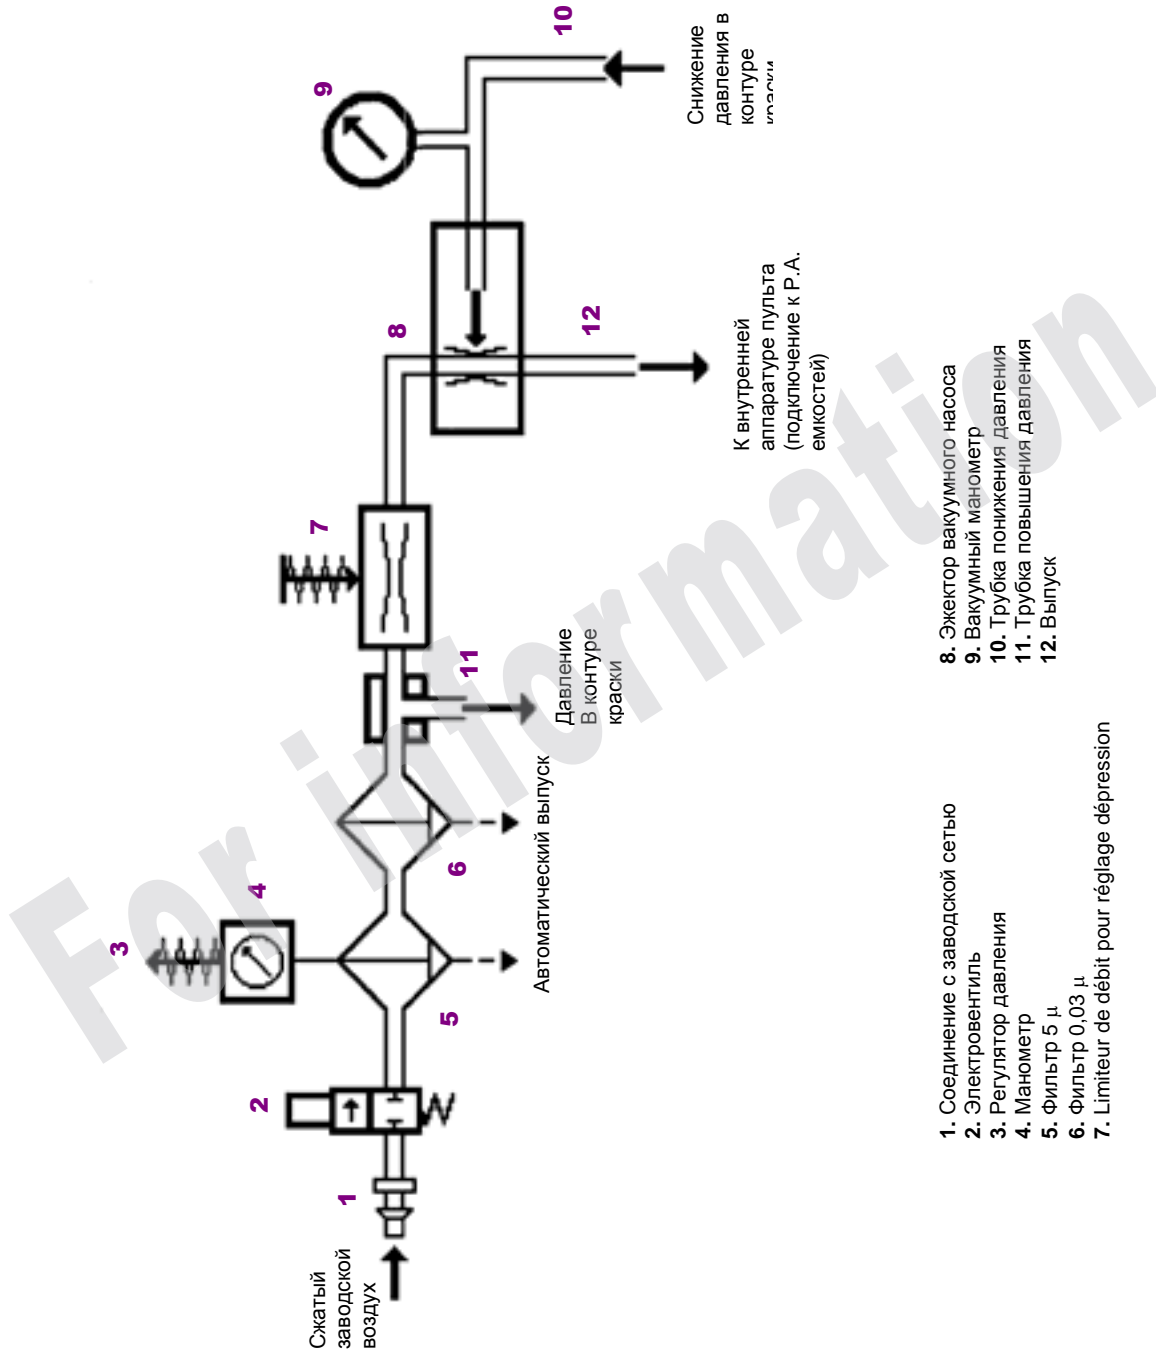 Сжатый
заводской
воздух
1
2
3
4
5
6
Автоматический выпуск
7
11
Давление
В контуре
краски
8
12
К внутренней
аппаратуре пульта
(подключение к Р.А.
емкостей)
9
10
Снижение
давления в
контуре
краски
1. Соединение с заводской сетью
2. Электровентиль
3. Регулятор давления
4. Манометр
5. Фильтр 5 μ
6. Фильтр 0,03 μ
7. Limiteur de débit pour réglage dépression
8. Эжектор вакуумного насоса
9. Вакуумный манометр
10. Трубка понижения давления
11. Трубка повышения давления
12. Выпуск
For information